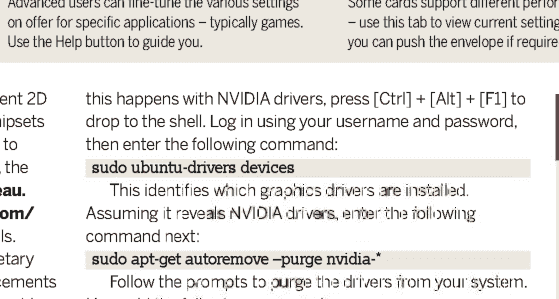 Advanced users can fine-tune the various settings
on offer for specific applications – typically games.
Use the Help button to guide you.
Some cards support different
– use this tab to view current
you can push the envelope if require
ent 2D
ipsets
to
, the
eau.
om/
ls.
etary
cements
this happens with NVIDIA drivers, press [Ctrl] + [Alt] + [F1] to
drop to the shell. Log in using your username and password,
then enter the following command:
sudo ubuntu-drivers devices
This identifies which graphics drivers are installed.
Assuming it reveals NVIDIA drivers, enter the following
command next:
sudo apt-get autoremove –purge nvidia-*
Follow the prompts to purge the drivers from your system.